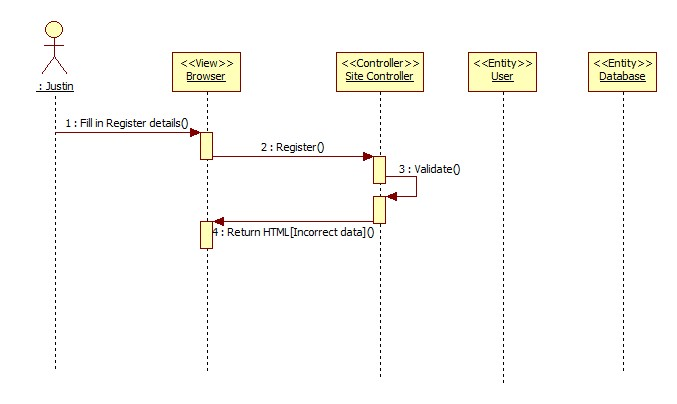 : Justin
<<View>>
Browser
<<Controller>>
Site Controller
<<Entity>>
User
<<Entity>>
Database
1 : Fill in Register details()
2 : Register()
3 : Validate()
4 : Return HTML[Incorrect data]()